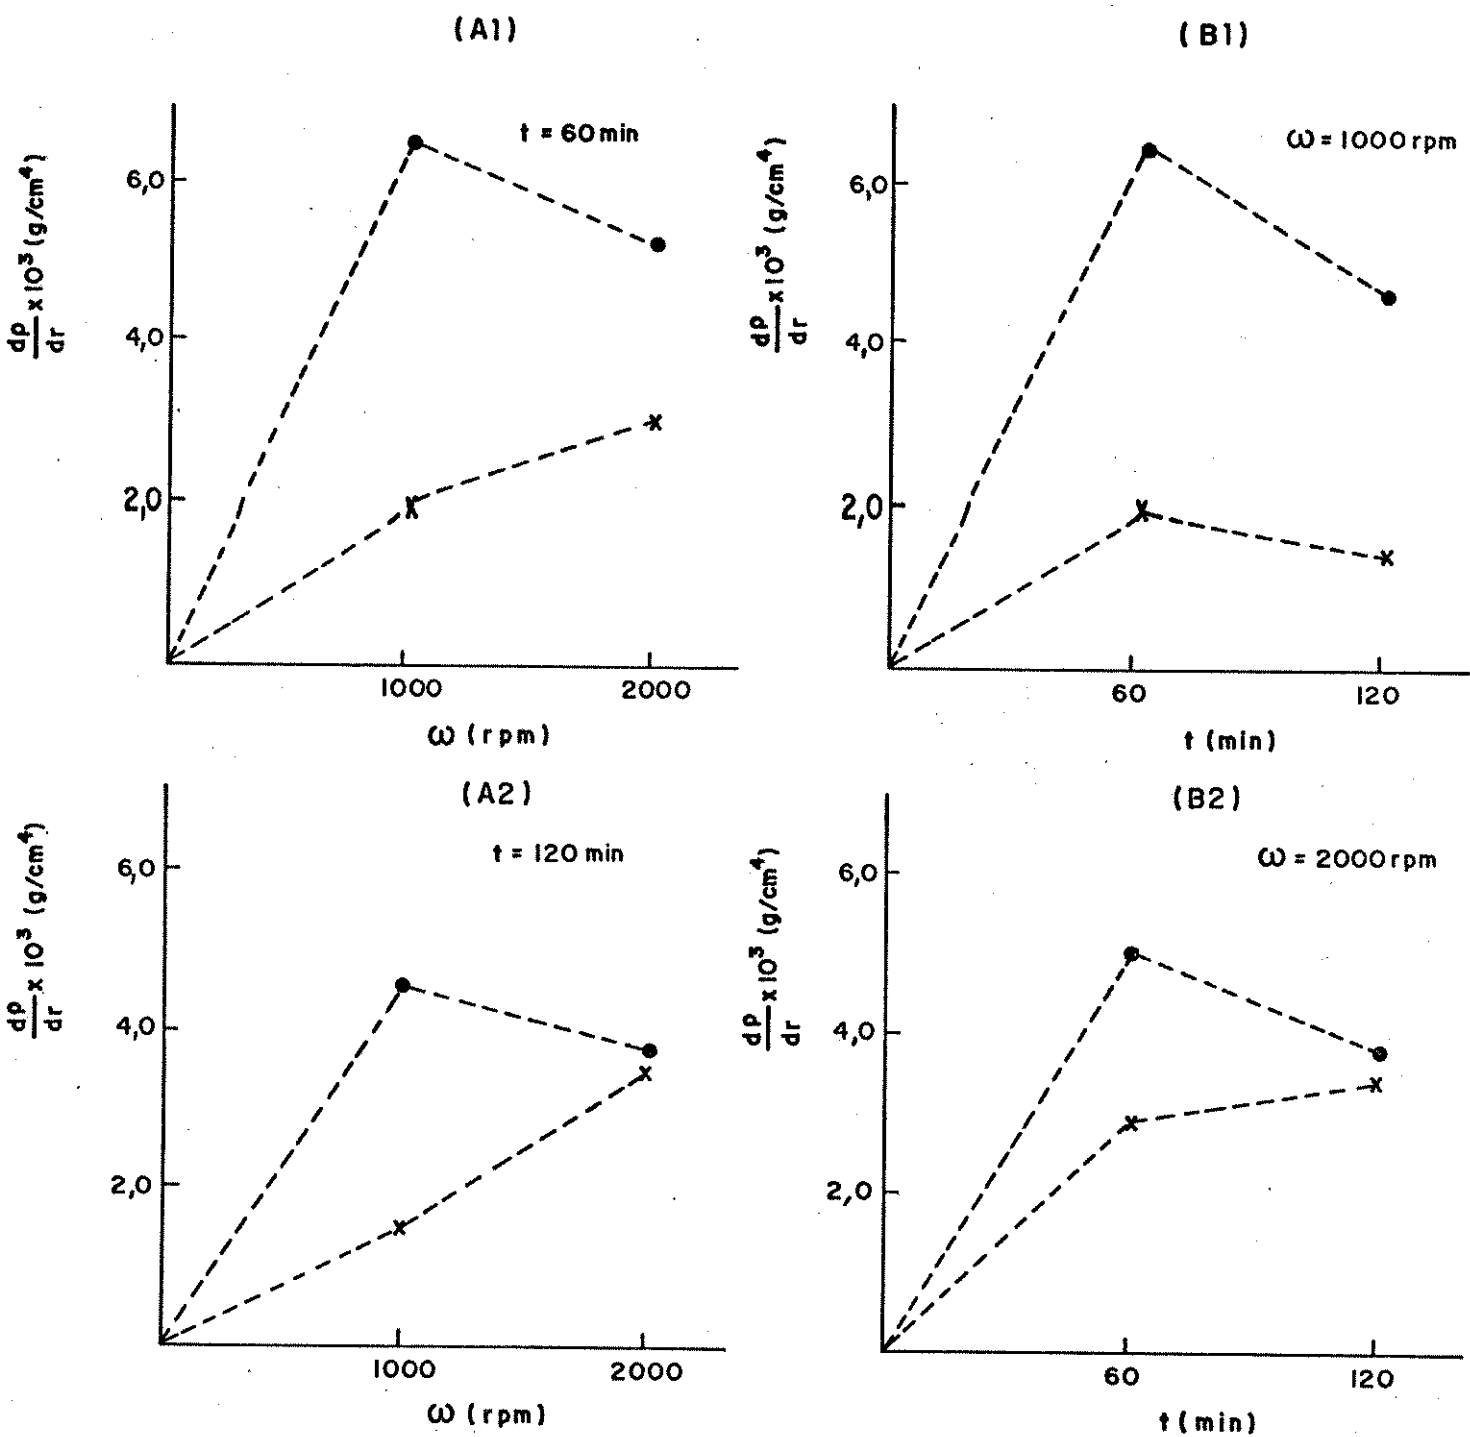 (A1)
t = 60 min
dρ/dr x 10³ (g/cm⁴)
6,0
4,0
2,0
1000 2000
ω (rpm)
(B1)
ω = 1000 rpm
dρ/dr x 10³ (g/cm⁴)
6,0
4,0
2,0
60 120
t (min)
(A2)
t = 120 min
dρ/dr x 10³ (g/cm⁴)
6,0
4,0
2,0
1000 2000
ω (rpm)
(B2)
ω = 2000 rpm
dρ/dr x 10³ (g/cm⁴)
6,0
4,0
2,0
60 120
t (min)